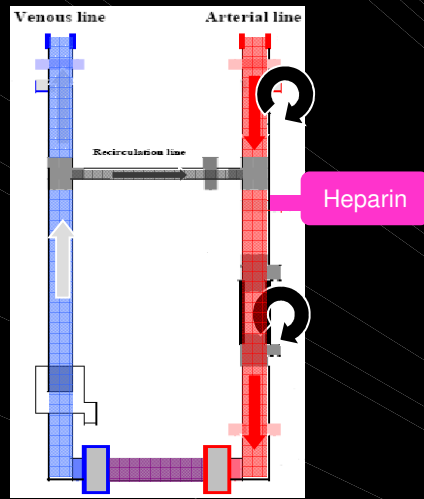 Venous line
Arterial line
Recirculation line
Heparin